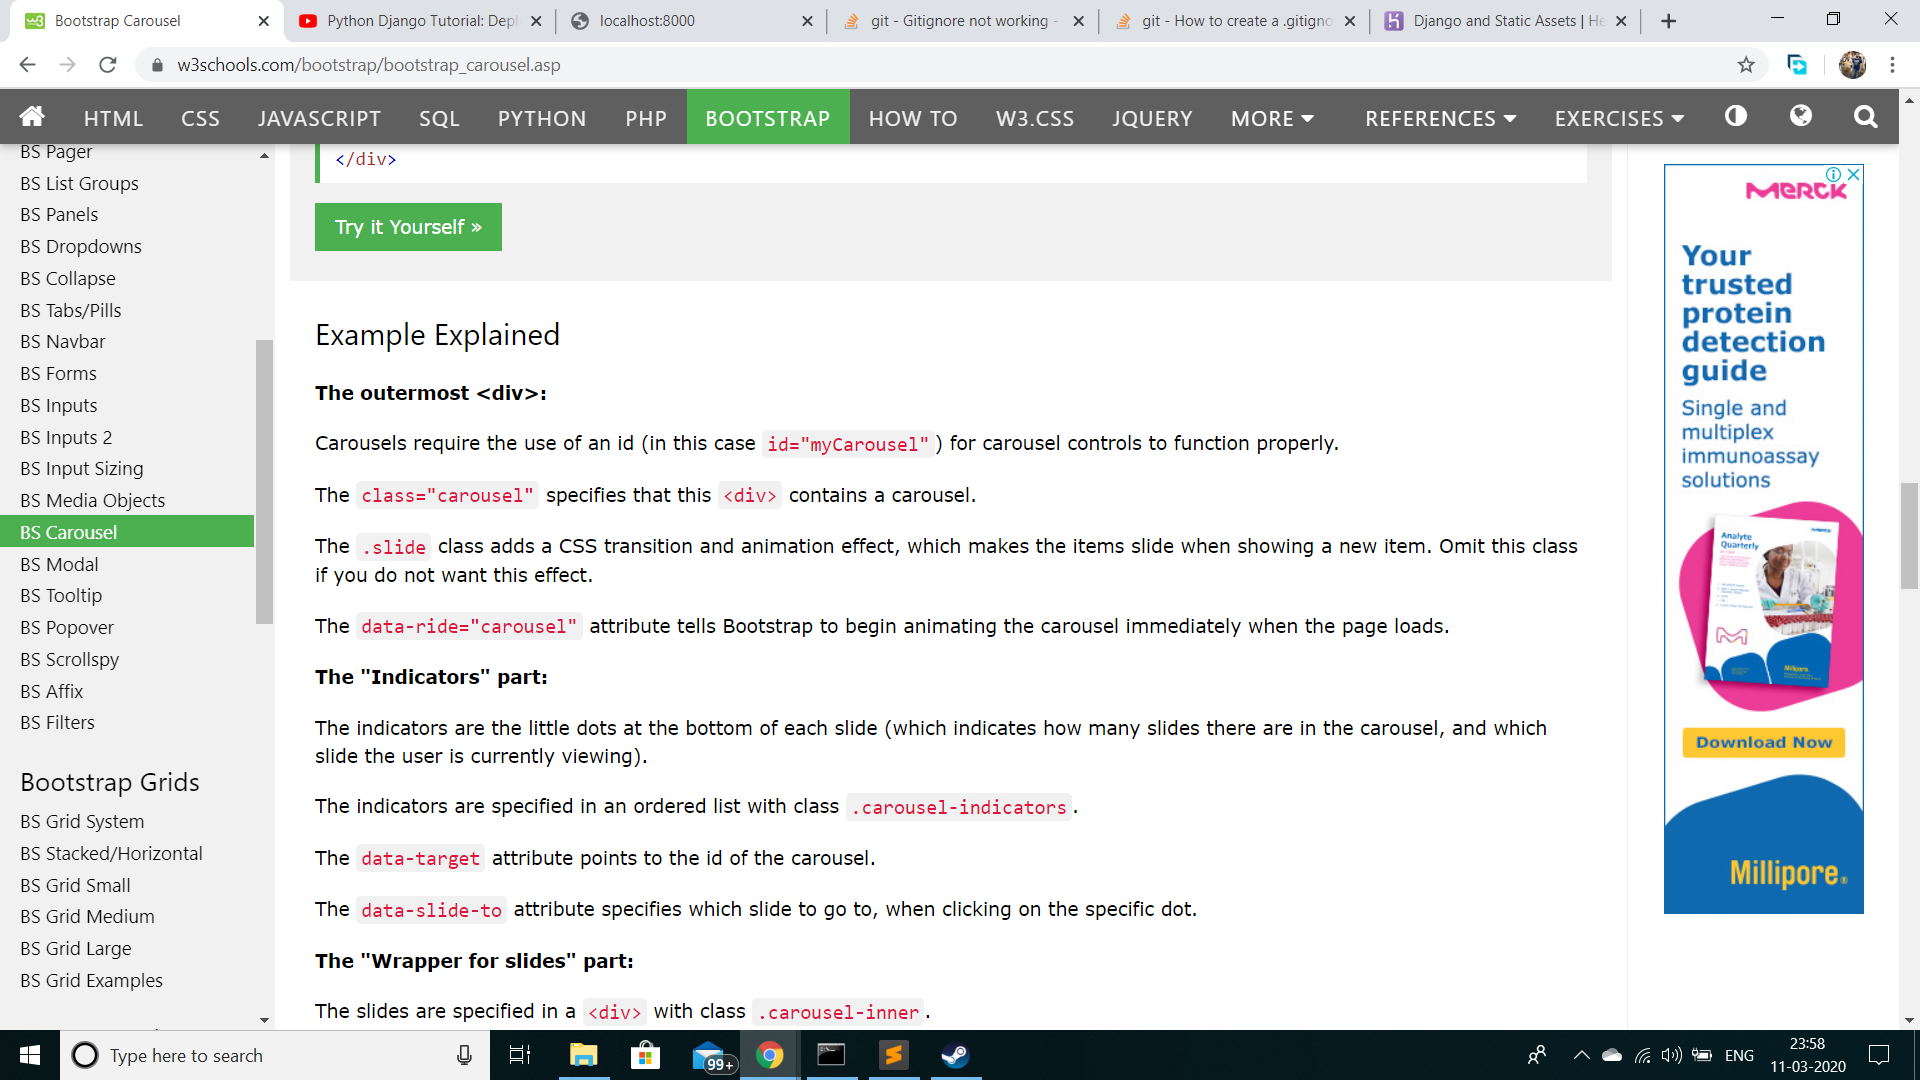 Bootstrap Carousel
Python Django Tutorial: Depl
localhost:8000
git - Gitignore not working -
git - How to create a .gitigno
Django and Static Assets | He
w3schools.com/bootstrap/bootstrap_carousel.asp
HTML CSS JAVASCRIPT SQL PYTHON PHP BOOTSTRAP HOW TO W3.CSS JQUERY MORE REFERENCES EXERCISES
BS Pager
BS List Groups
BS Panels
BS Dropdowns
BS Collapse
BS Tabs/Pills
BS Navbar
BS Forms
BS Inputs
BS Inputs 2
BS Input Sizing
BS Media Objects
BS Carousel
BS Modal
BS Tooltip
BS Popover
BS Scrollspy
BS Affix
BS Filters
Bootstrap Grids
BS Grid System
BS Stacked/Horizontal
BS Grid Small
BS Grid Medium
BS Grid Large
BS Grid Examples
</div>
Try it Yourself »
Example Explained
The outermost <div>:
Carousels require the use of an id (in this case id="myCarousel") for carousel controls to function properly.
The class="carousel" specifies that this <div> contains a carousel.
The .slide class adds a CSS transition and animation effect, which makes the items slide when showing a new item. Omit this class
if you do not want this effect.
The data-ride="carousel" attribute tells Bootstrap to begin animating the carousel immediately when the page loads.
The "Indicators" part:
The indicators are the little dots at the bottom of each slide (which indicates how many slides there are in the carousel, and which
slide the user is currently viewing).
The indicators are specified in an ordered list with class .carousel-indicators.
The data-target attribute points to the id of the carousel.
The data-slide-to attribute specifies which slide to go to, when clicking on the specific dot.
The "Wrapper for slides" part:
The slides are specified in a <div> with class .carousel-inner.
MERCK
Your
trusted
protein
detection
guide
Single and
multiplex
immunoassay
solutions
Analyte
Quarterly
Download Now
Millipore®
Type here to search
99+
ENG
23:58
11-03-2020